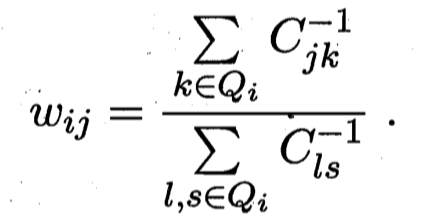 w_{ij} = \frac{\sum_{k \in Q_i} C_{jk}^{-1}}{\sum_{l,s \in Q_i} C_{ls}^{-1}} .